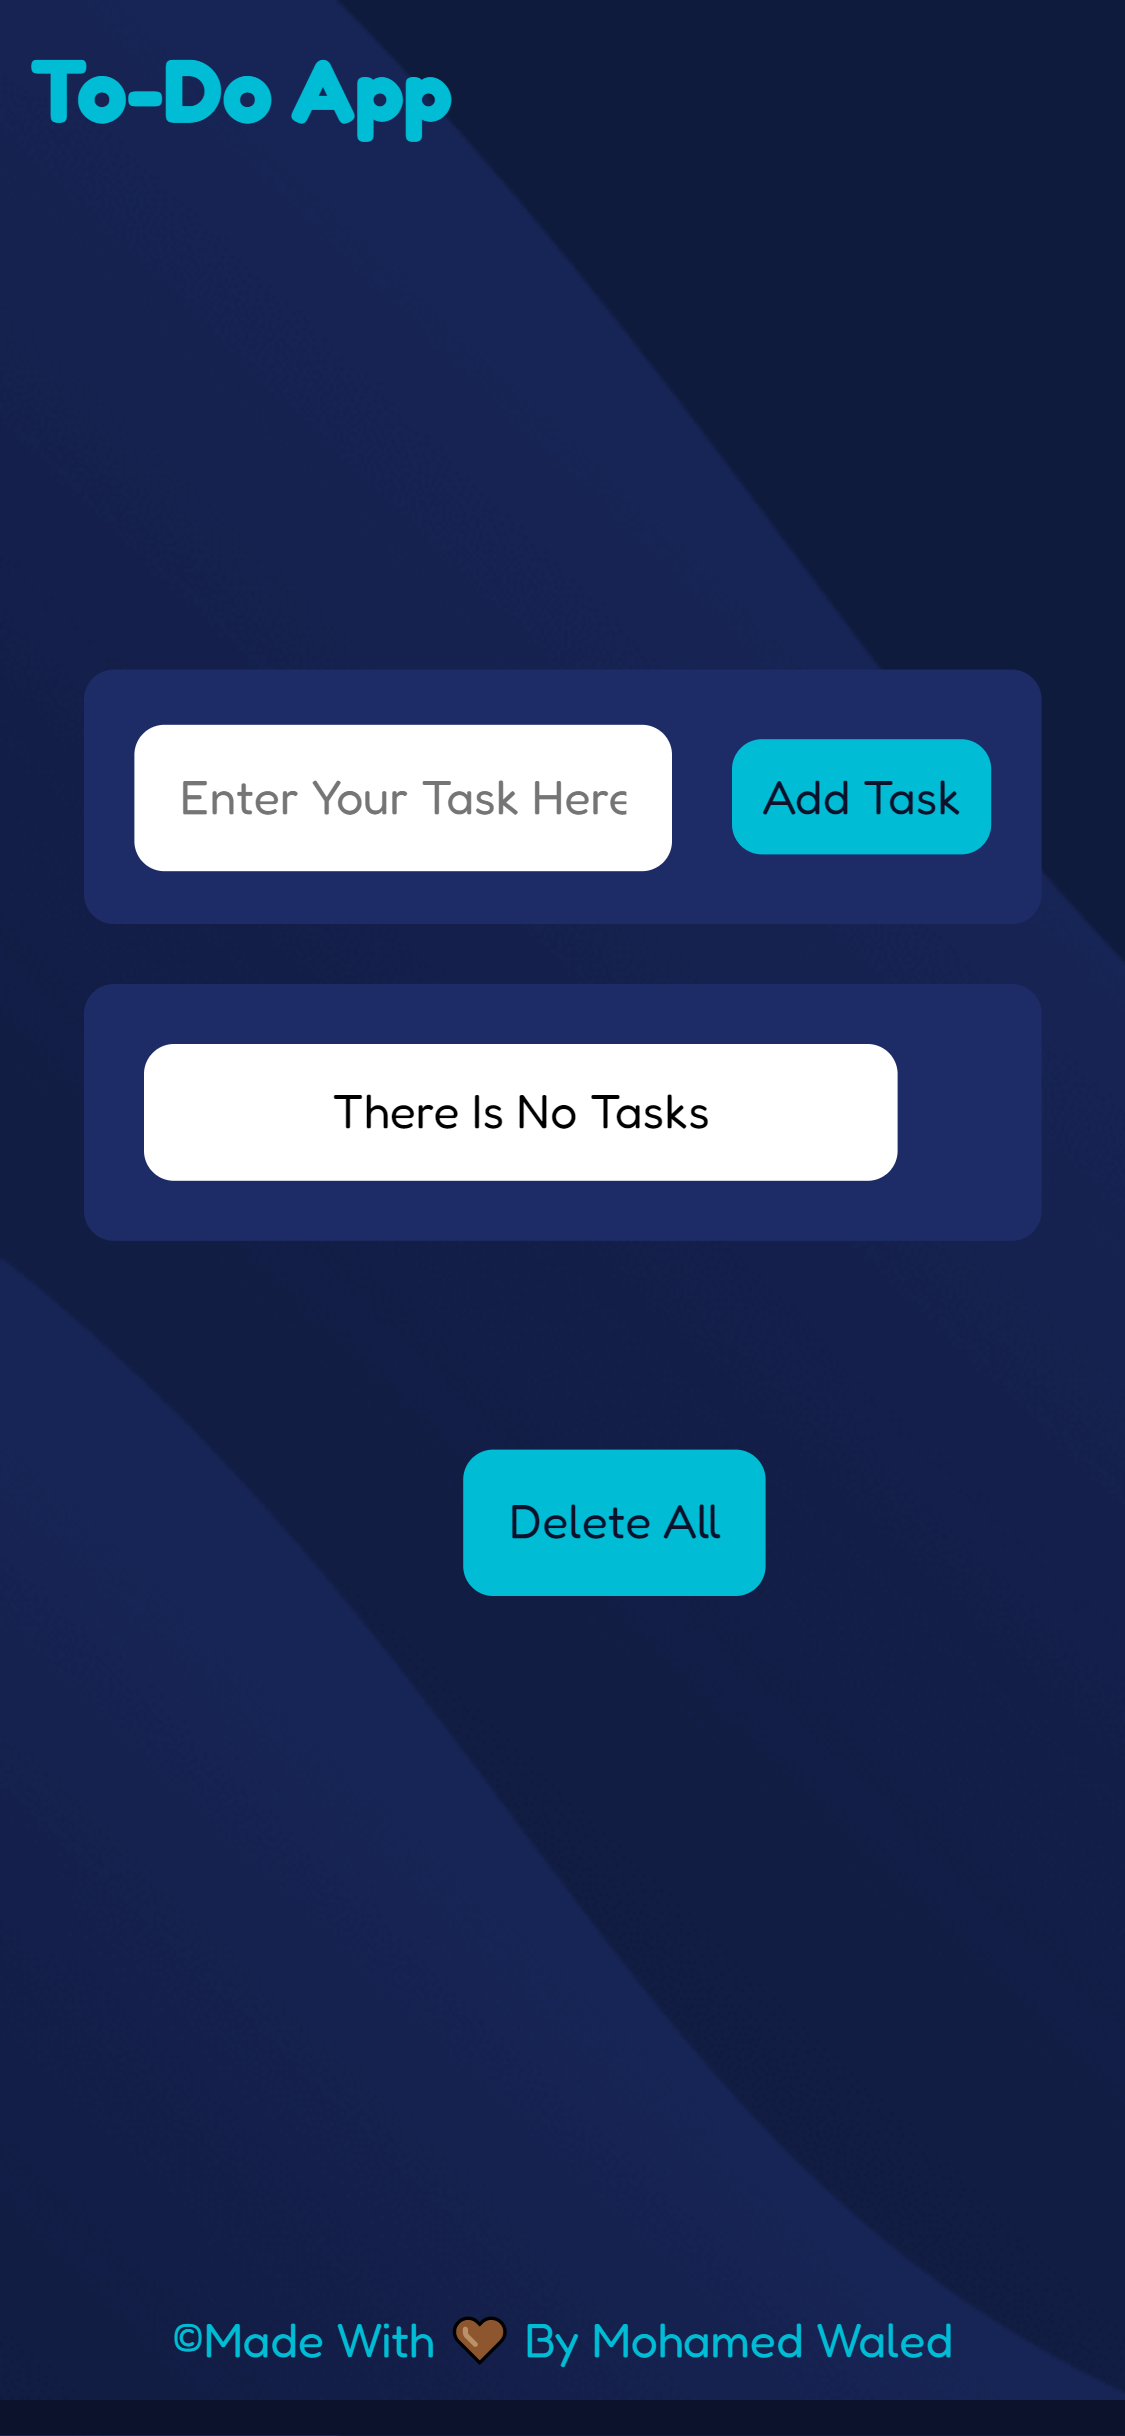 To-Do App
Enter Your Task Here
Add Task
There Is No Tasks
Delete All
©Made With 🤎 By Mohamed Waled